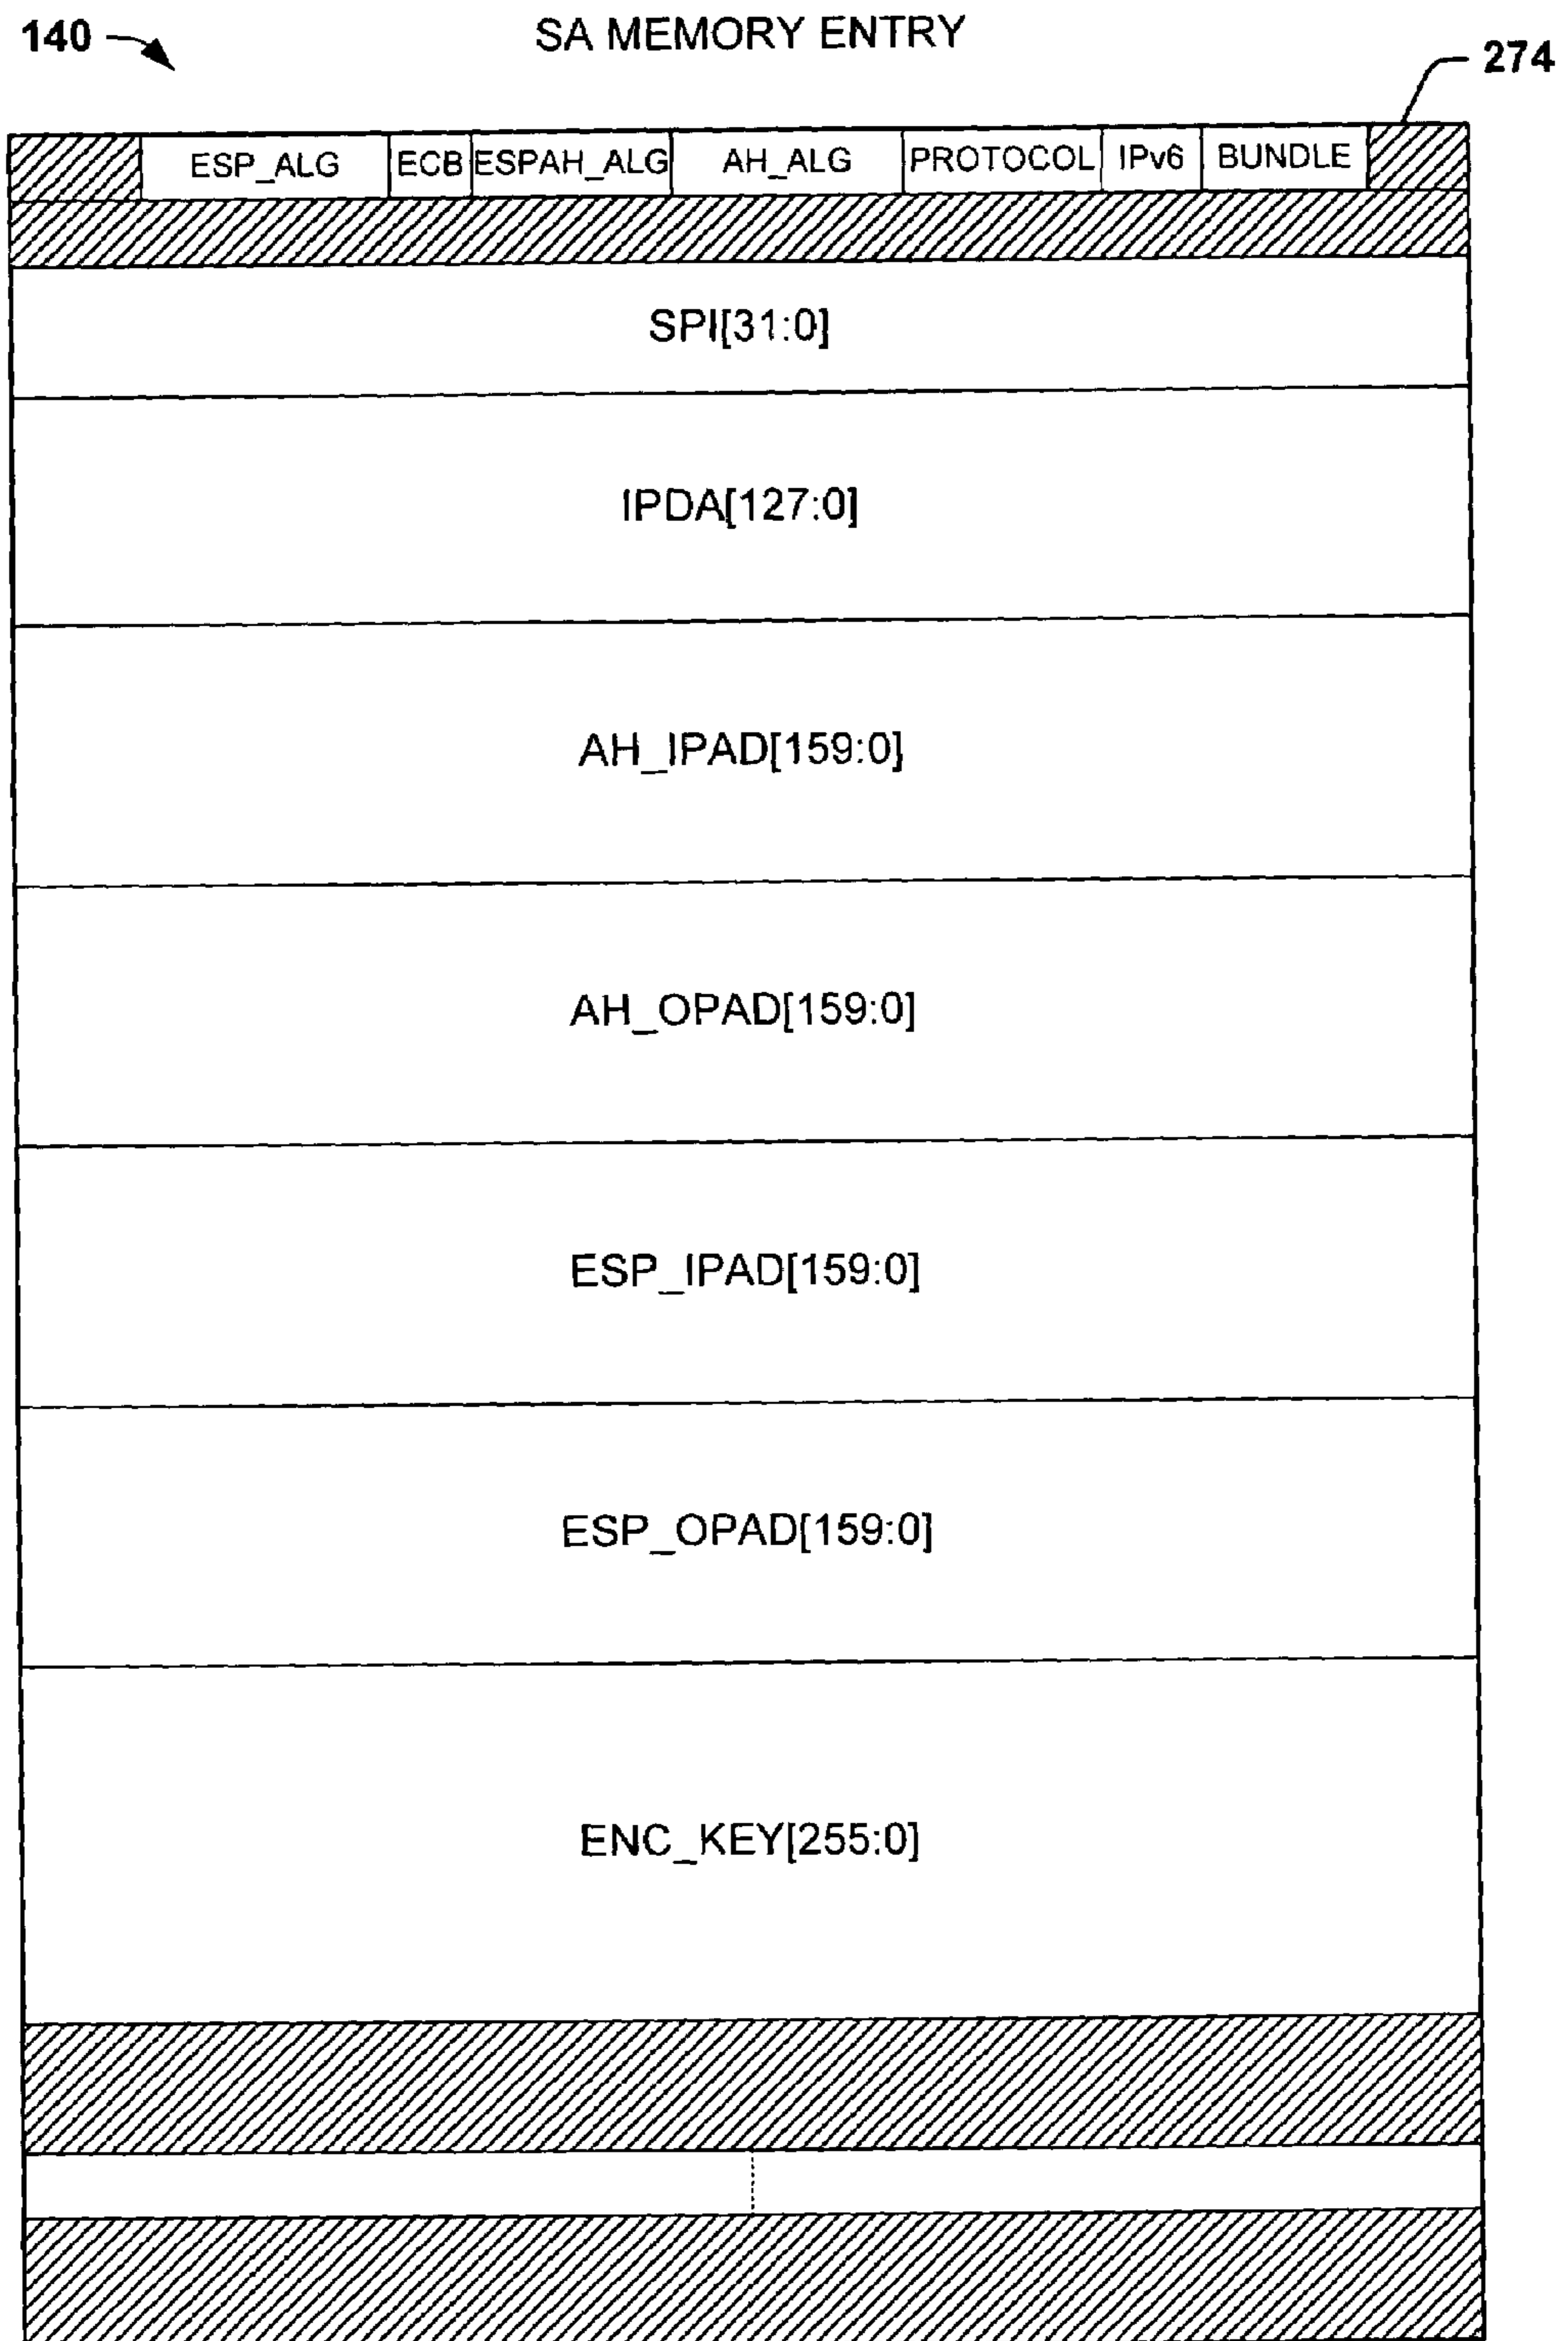 140
SA MEMORY ENTRY
274
ESP_ALG ECB ESPAH_ALG AH_ALG PROTOCOL IPv6 BUNDLE
SPI[31:0]
IPDA[127:0]
AH_IPAD[159:0]
AH_OPAD[159:0]
ESP_IPAD[159:0]
ESP_OPAD[159:0]
ENC_KEY[255:0]